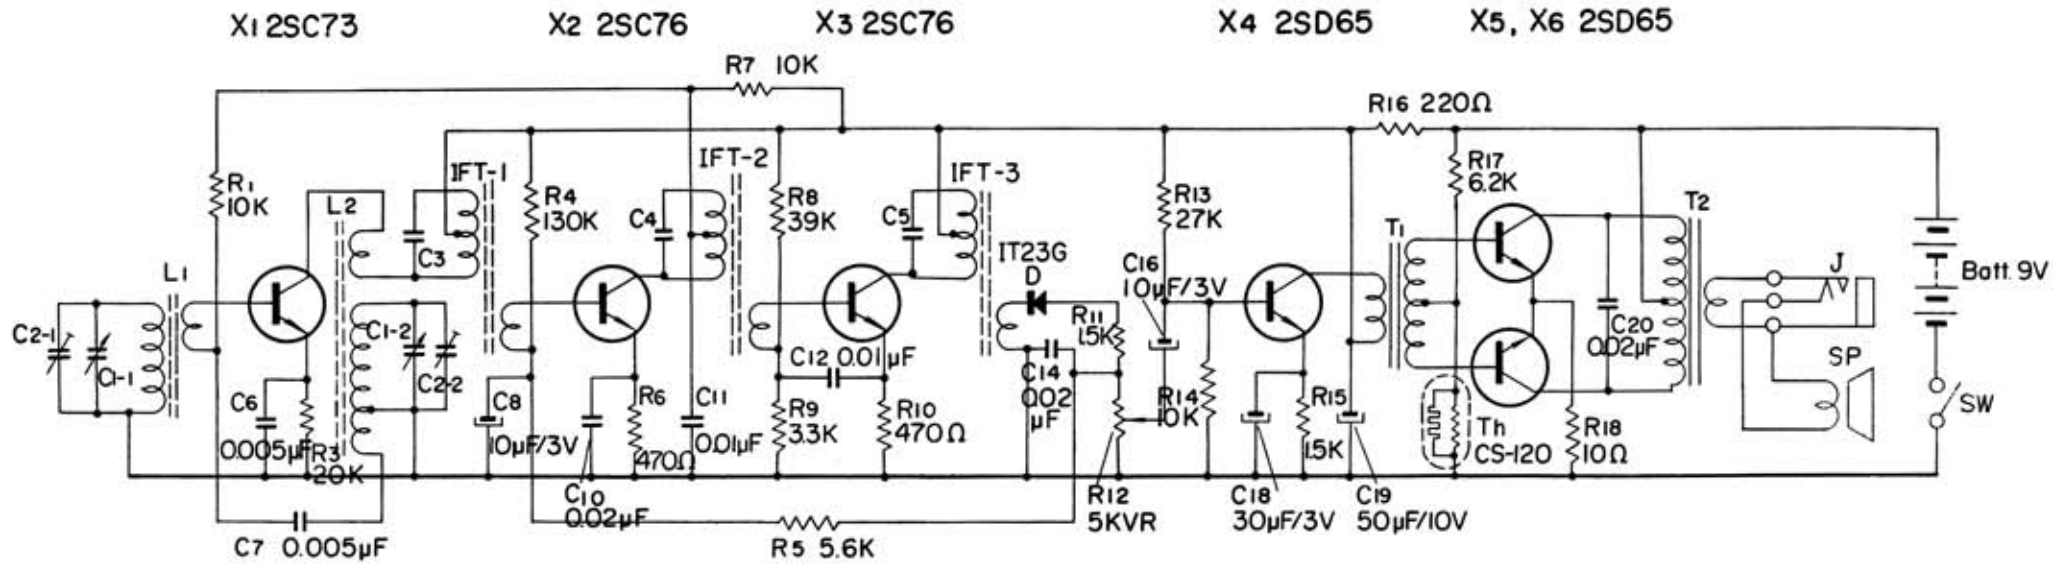 X1 2SC73
X2 2SC76
X3 2SC76
X4 2SD65
X5, X6 2SD65
R7 10K
R16 220Ω
R1
10K
L2
IFT-1
R4
130K
IFT-2
C4
R8
39K
IFT-3
C5
R13
27K
R17
6.2K
T1
T2
C3
L1
1T23G
D
C16
10µF/3V
J
Batt. 9V
C2-1
C1-1
C1-2
C2-2
R11
1.5K
C20
0.02µF
C12 0.01µF
C14
0.02
µF
R14
10K
SP
SW
C6
0.005µF
R3
20K
C8
10µF/3V
R6
470Ω
C11
0.01µF
R9
3.3K
R10
470Ω
R15
1.5K
Th
CS-120
R18
10Ω
C10
0.02µF
R12
5KVR
C18
30µF/3V
C19
50µF/10V
C7 0.005µF
R5 5.6K